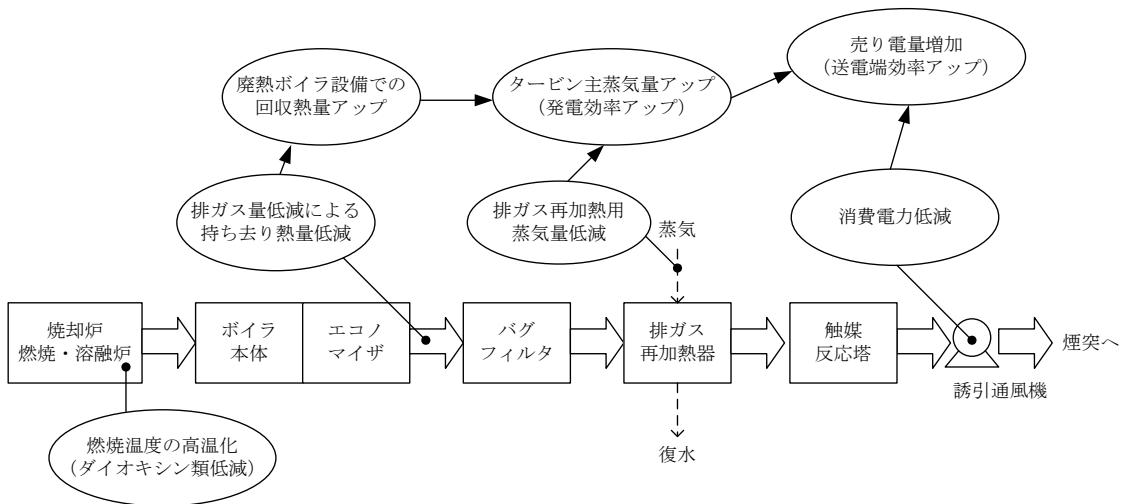 売り電量増加
（送電端効率アップ）
廃熱ボイラ設備での
回収熱量アップ
タービン主蒸気量アップ
（発電効率アップ）
排ガス量低減による
持ち去り熱量低減
排ガス再加熱用
蒸気量低減
消費電力低減
蒸気
焼却炉
燃焼・溶融炉
ボイラ
本体
エコノ
マイザ
バグ
フィルタ
排ガス
再加熱器
触媒
反応塔
煙突へ
誘引通風機
燃焼温度の高温化
（ダイオキシン類低減）
復水